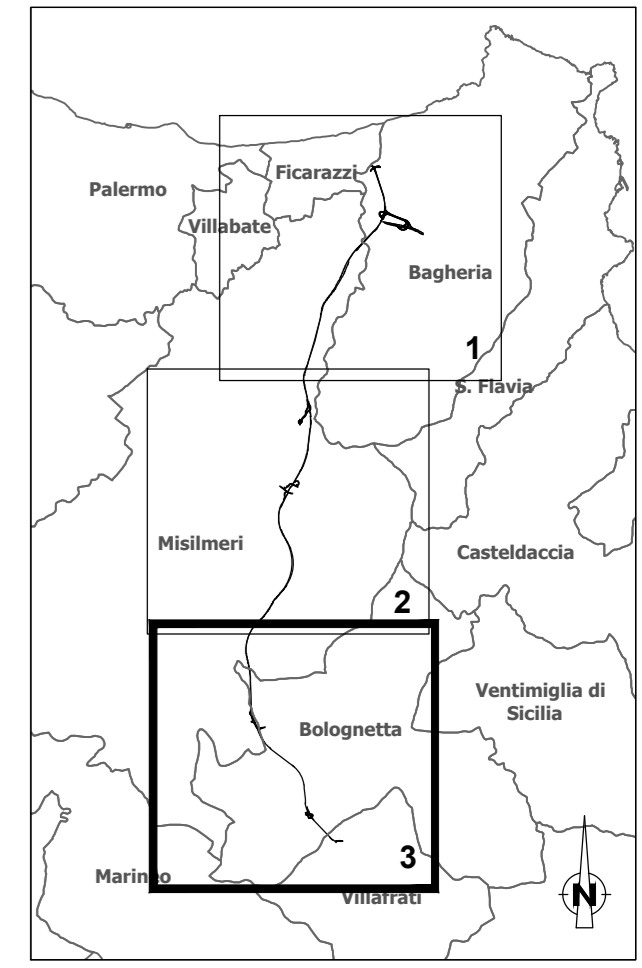 Ficarazzi
Palermo
Villabate
Bagheria
1
S. Flavia
Misilmeri
Casteldaccia
2
Ventimiglia di
Sicilia
Bolognetta
3
Marineo
Villafrati
N